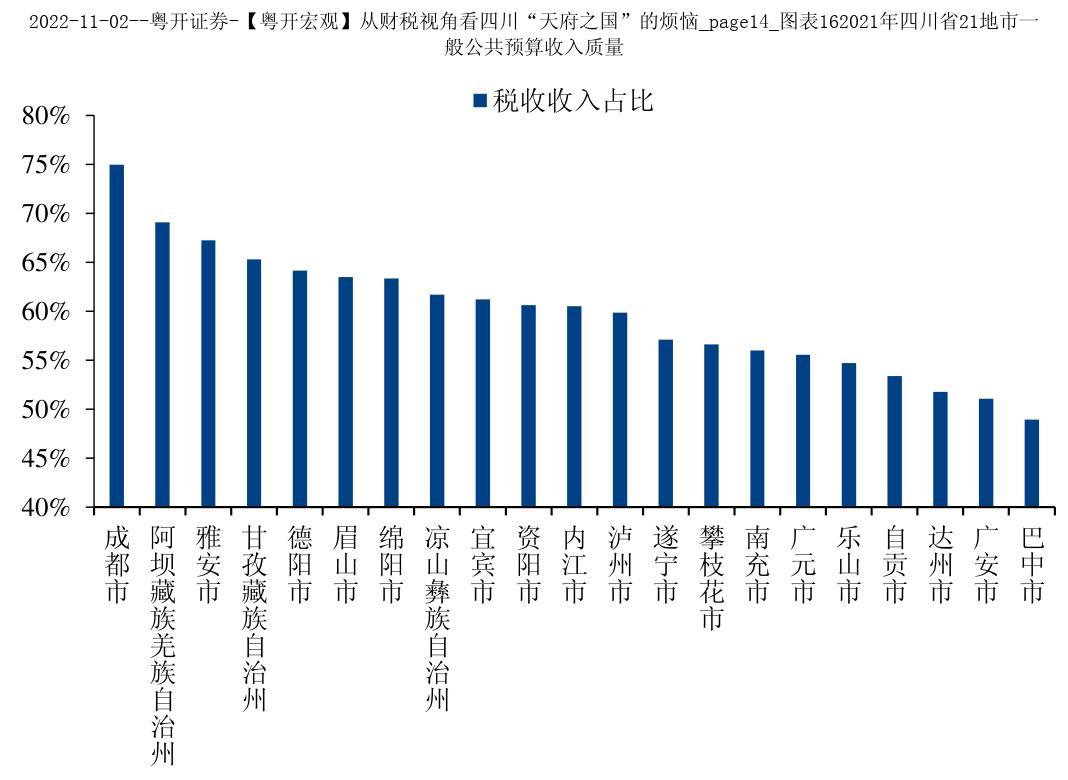 2022-11-02--粤开证券-【粤开宏观】从财税视角看四川“天府之国”的烦恼_page14_图表162021年四川省21地市一
般公共预算收入质量
税收收入占比
80%
75%
70%
65%
60%
55%
50%
45%
40%
成都市
阿坝藏族羌族自治州
雅安市
甘孜藏族自治州
德阳市
眉山市
绵阳市
凉山彝族自治州
宜宾市
资阳市
内江市
泸州市
遂宁市
攀枝花市
南充市
广元市
乐山市
自贡市
达州市
广安市
巴中市